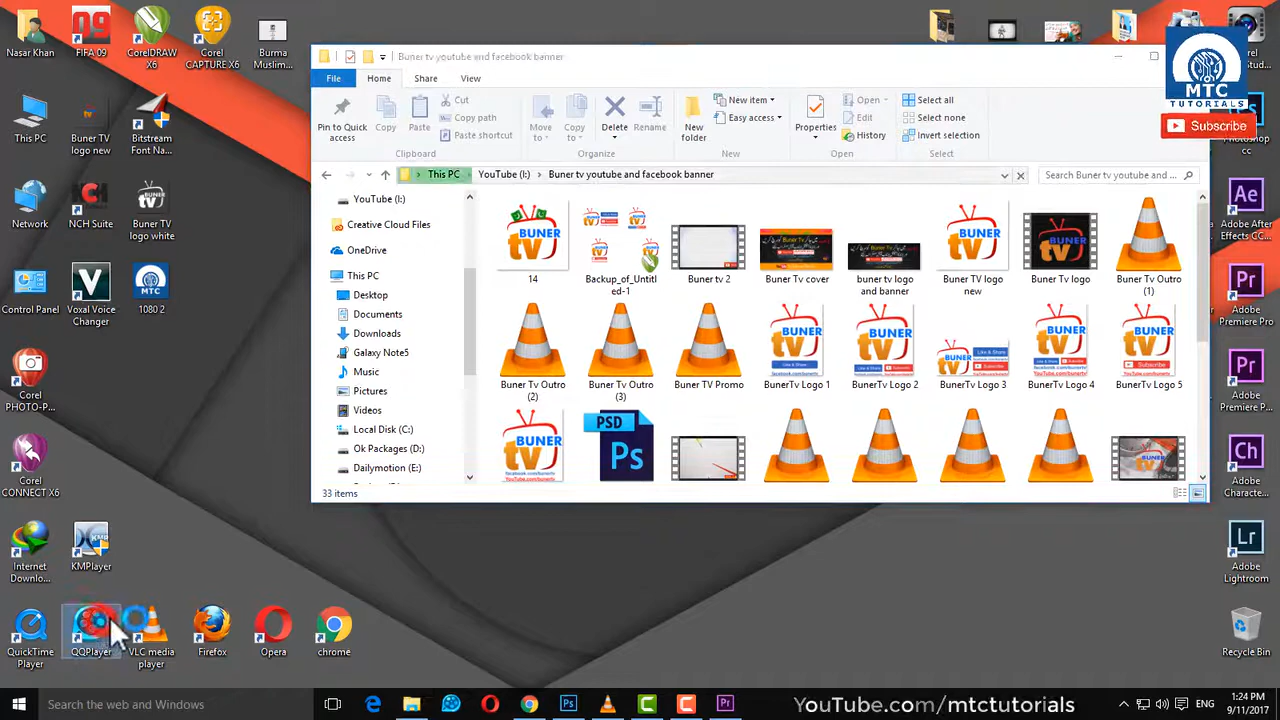 Nasar Khan
FIFA 09
CorelDRAW
X6
Corel
CAPTURE X6
Burma
Muslim...
This PC
Buner TV
logo new
Bitstream
Font Na...
Network
NCH Suite
Buner TV
logo white
Control Panel
Voxal Voice
Changer
1080 2
Corel
PHOTO-P...
Corel
CONNECT X6
Internet
Downlo...
KMPlayer
QuickTime
Player
QQPlayer
VLC media
player
Firefox
Opera
chrome
Buner tv youtube and facebook banner
File
Home
Share
View
Pin to Quick
access
Copy
Paste
Cut
Copy path
Paste shortcut
Clipboard
Move
to
Copy
to
Delete
Rename
Organize
New
folder
New item
Easy access
New
Properties
Open
Edit
History
Open
Select all
Select none
Invert selection
Select
This PC
YouTube (I:)
Buner tv youtube and facebook banner
Search Buner tv youtube and ...
YouTube (I:)
Creative Cloud Files
OneDrive
This PC
Desktop
Documents
Downloads
Galaxy Note5
Music
Pictures
Videos
Local Disk (C:)
Ok Packages (D:)
Dailymotion (E:)
14
Backup_of_Untitl
ed-1
Buner tv 2
Buner Tv cover
buner tv logo
and banner
Buner TV logo
new
Buner Tv logo
Buner Tv Outro
(1)
Buner Tv Outro
(2)
Buner Tv Outro
(3)
Buner TV Promo
BunerTv Logo 1
BunerTv Logo 2
BunerTv Logo 3
BunerTv Logo 4
BunerTv Logo 5
PSD
Ps
33 items
MTC
TUTORIALS
Subscribe
Photoshop
cc
Adobe After
Effects CC...
Adobe
Premiere Pro
Adobe
Premiere P...
Adobe
Characte...
Adobe
Lightroom
Recycle Bin
Search the web and Windows
YouTube.com/mtctutorials
ENG
1:24 PM
9/11/2017